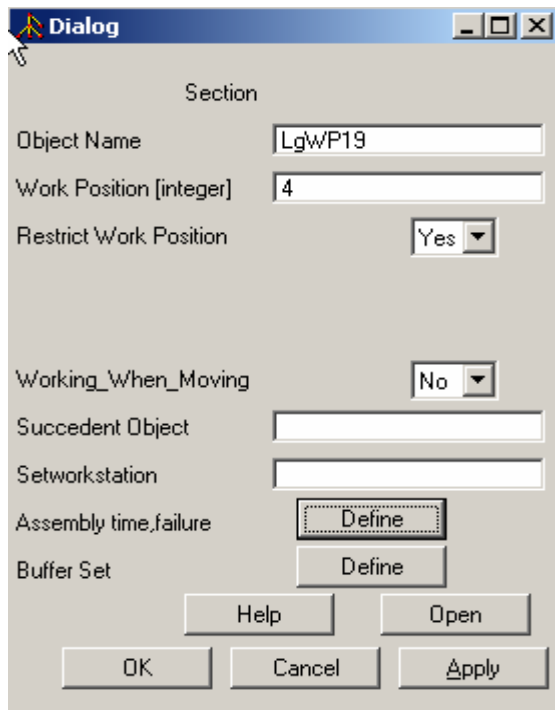 Dialog
Section
Object Name LgWP19
Work Position [integer] 4
Restrict Work Position Yes
Working_When_Moving No
Succedent Object
Setworkstation
Assembly time,failure Define
Buffer Set Define
Help Open
OK Cancel Apply